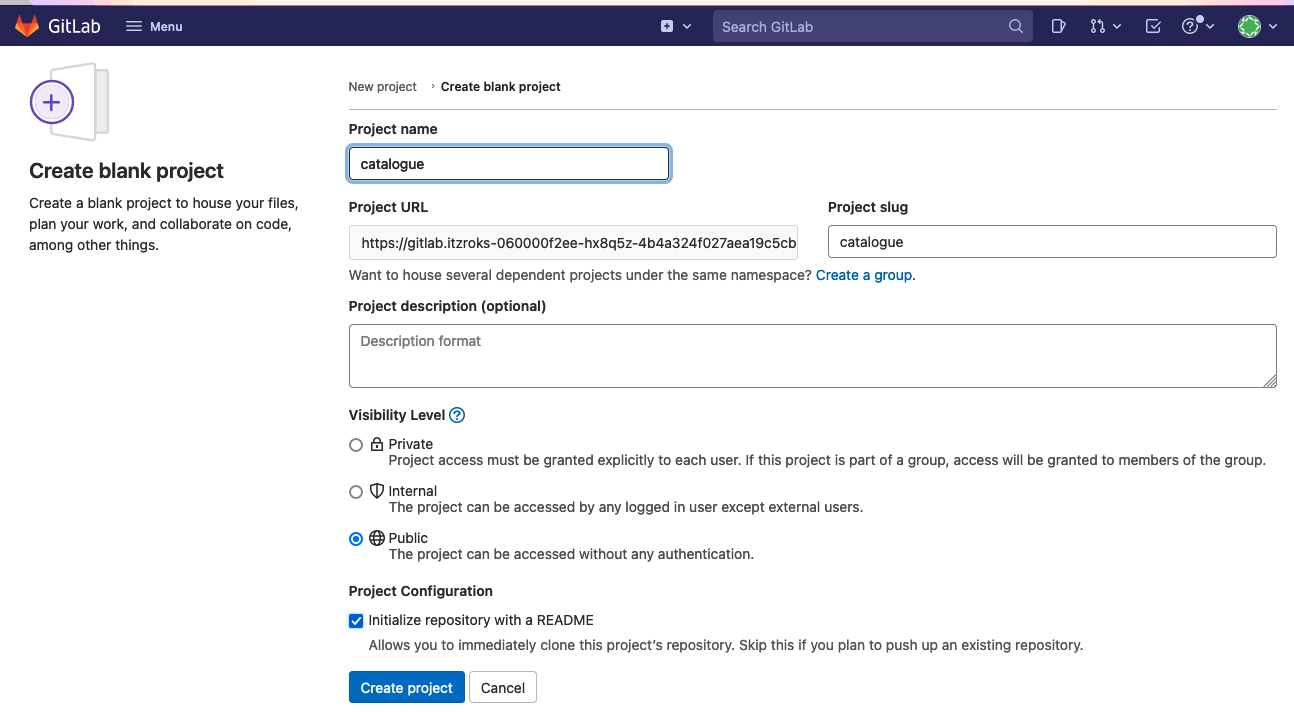 GitLab
Menu
Search GitLab
Create blank project
Create a blank project to house your files,
plan your work, and collaborate on code,
among other things.
New project › Create blank project
Project name
catalogue
Project URL
Project slug
https://gitlab.itzroks-060000f2ee-hx8q5z-4b4a324f027aea19c5cb
catalogue
Want to house several dependent projects under the same namespace? Create a group.
Project description (optional)
Description format
Visibility Level
Private
Project access must be granted explicitly to each user. If this project is part of a group, access will be granted to members of the group.
Internal
The project can be accessed by any logged in user except external users.
Public
The project can be accessed without any authentication.
Project Configuration
Initialize repository with a README
Allows you to immediately clone this project's repository. Skip this if you plan to push up an existing repository.
Create project
Cancel